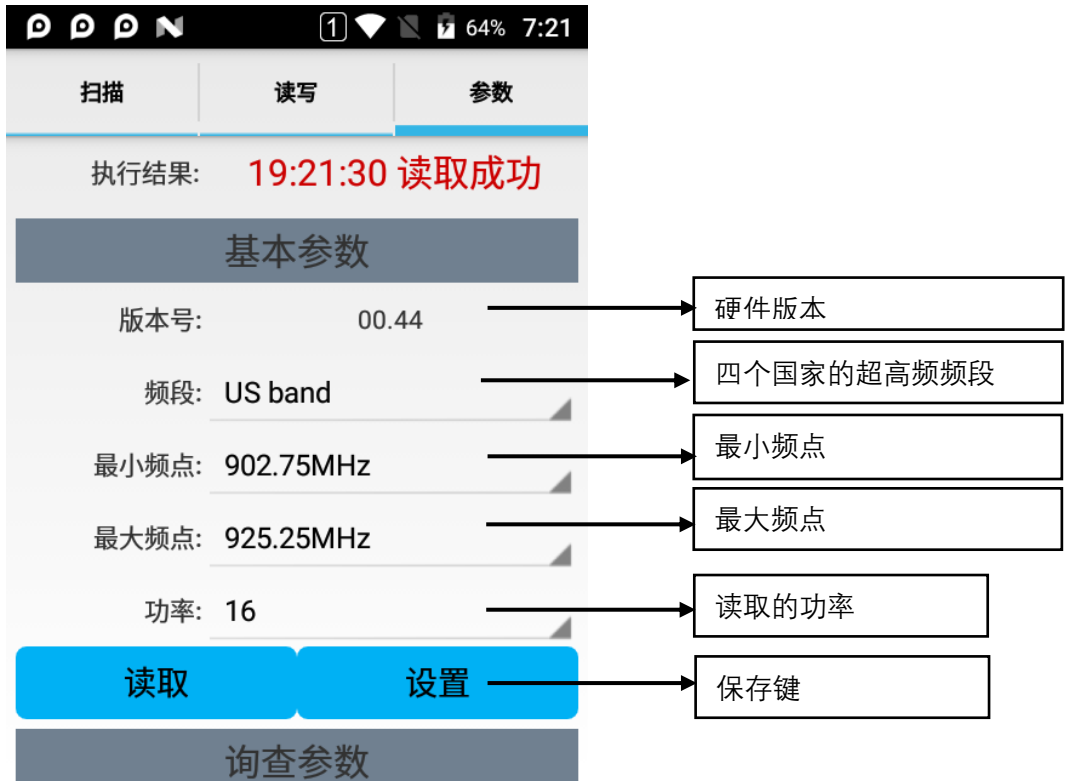 1 64% 7:21
扫描 读写 参数
执行结果: 19:21:30 读取成功
基本参数
版本号: 00.44
硬件版本
频段: US band
四个国家的超高频频段
最小频点: 902.75MHz
最小频点
最大频点: 925.25MHz
最大频点
功率: 16
读取的功率
读取 设置
保存键
询查参数